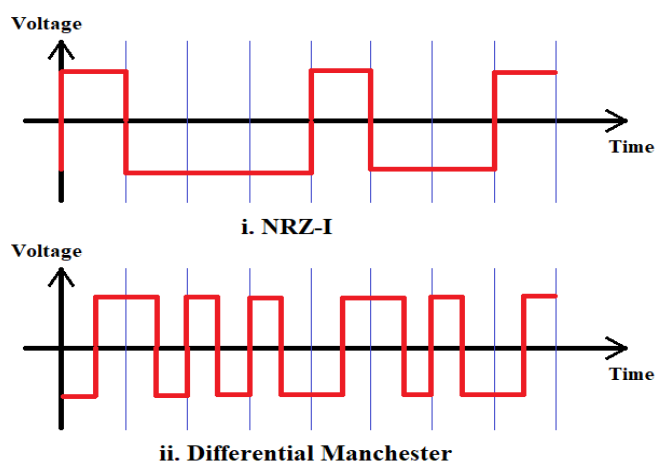 Voltage
Time
i. NRZ-I
Voltage
Time
ii. Differential Manchester